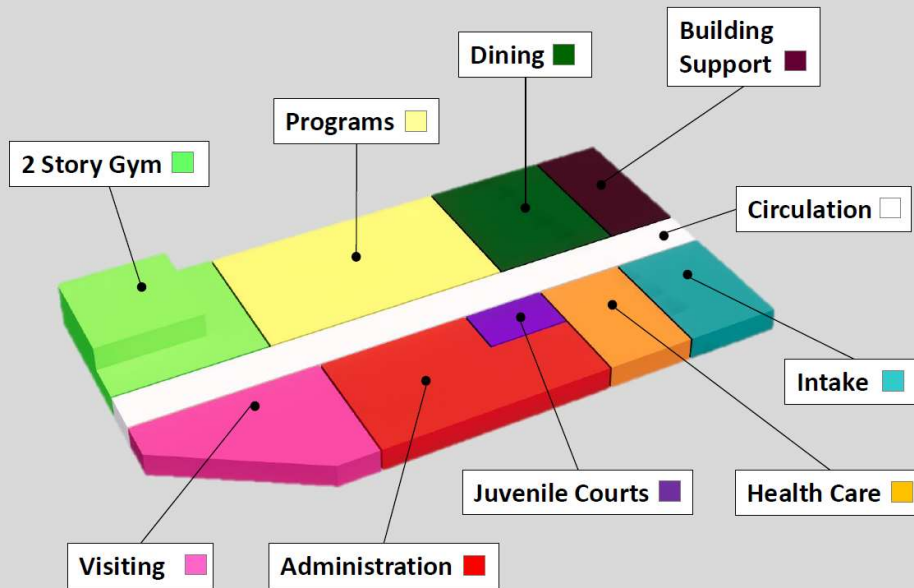 Building
Support
Dining
Programs
2 Story Gym
Circulation
Intake
Juvenile Courts
Health Care
Visiting
Administration